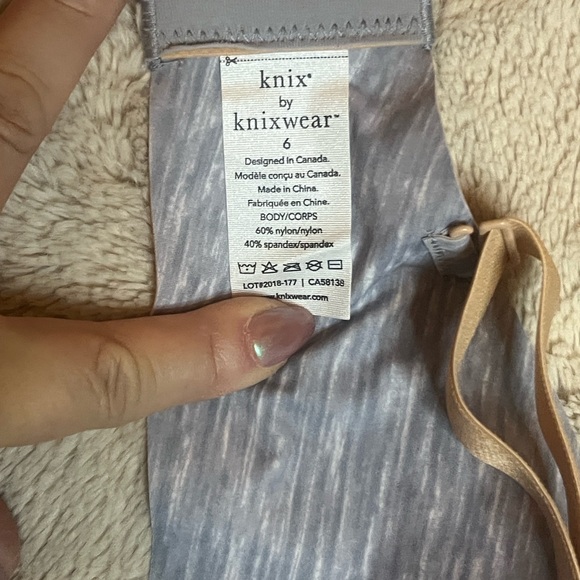 knix®
by
knixwear™
6
Designed in Canada.
Modèle conçu au Canada.
Made in China.
Fabriquée en Chine.
BODY/CORPS
60% nylon/nylon
40% spandex/spandex
LOT#2018-177 | CA58138
.knixwear.com